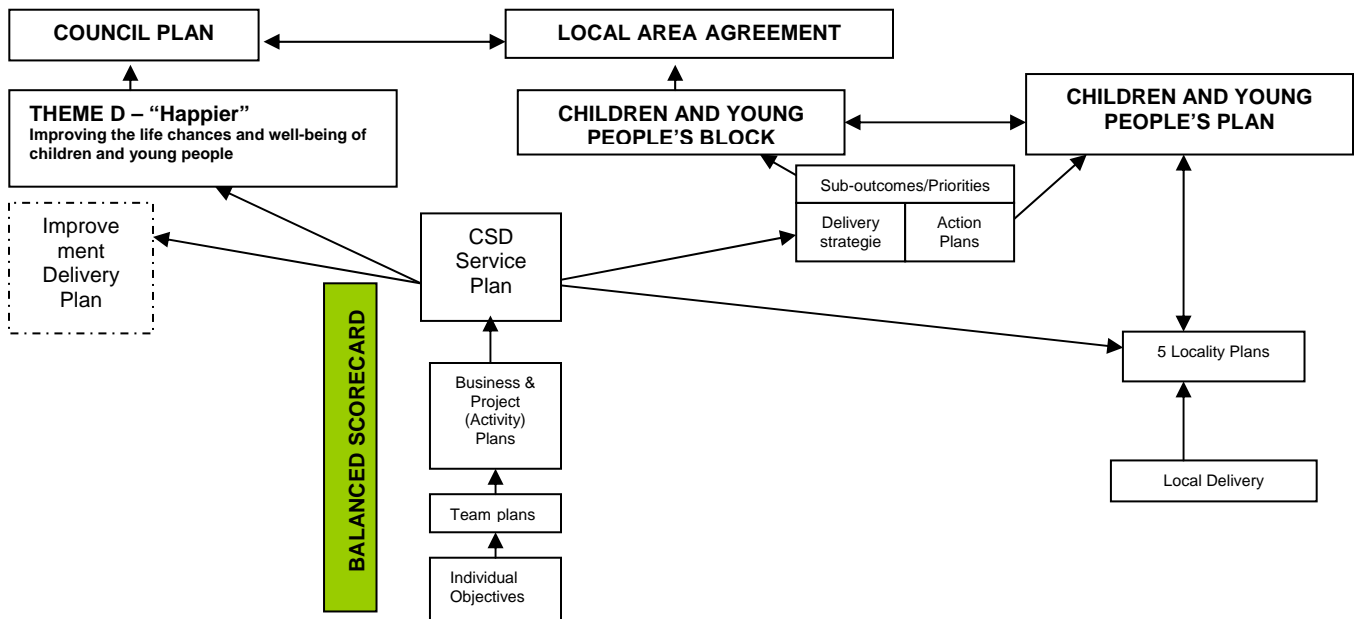 COUNCIL PLAN
LOCAL AREA AGREEMENT
THEME D – “Happier”
Improving the life chances and well-being of
children and young people
CHILDREN AND YOUNG
PEOPLE’S BLOCK
CHILDREN AND YOUNG
PEOPLE’S PLAN
Sub-outcomes/Priorities
Delivery
strategie
Action
Plans
Improve
ment
Delivery
Plan
CSD
Service
Plan
BALANCED SCORECARD
5 Locality Plans
Business &
Project
(Activity)
Plans
Local Delivery
Team plans
Individual
Objectives